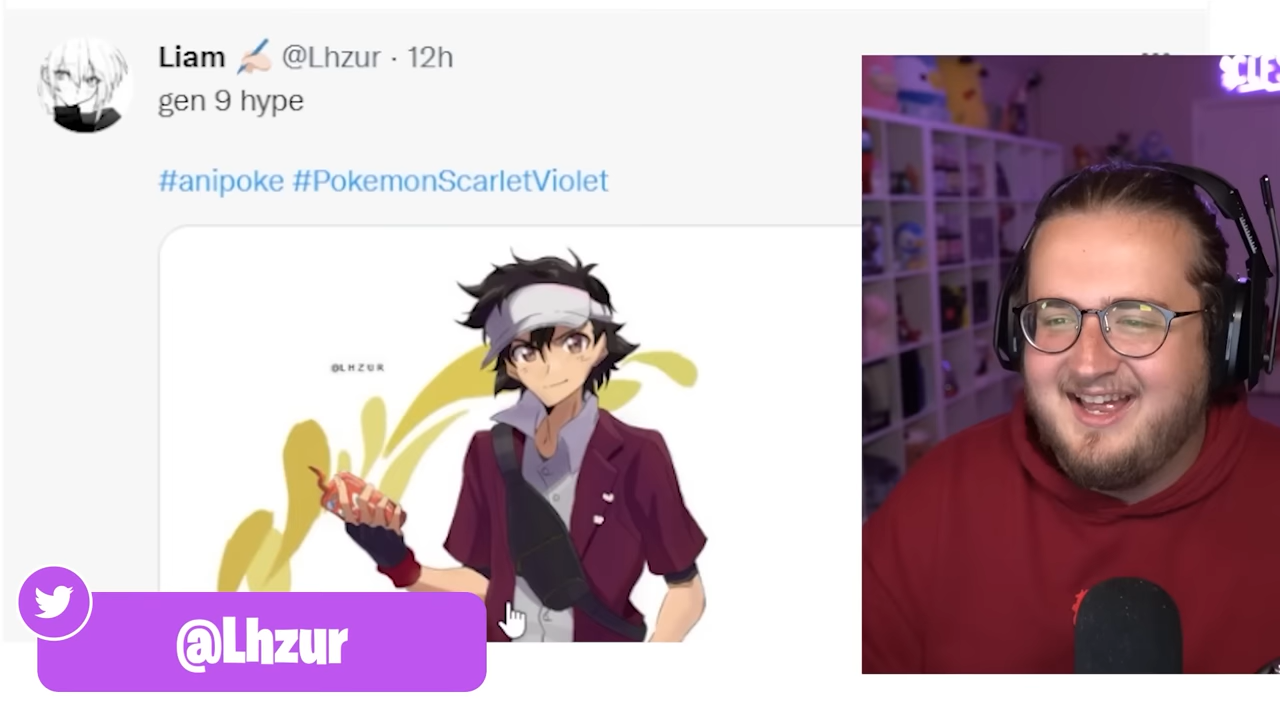 Liam @Lhzur · 12h
gen 9 hype
#anipoke #PokemonScarletViolet
@LHZUR
@Lhzur